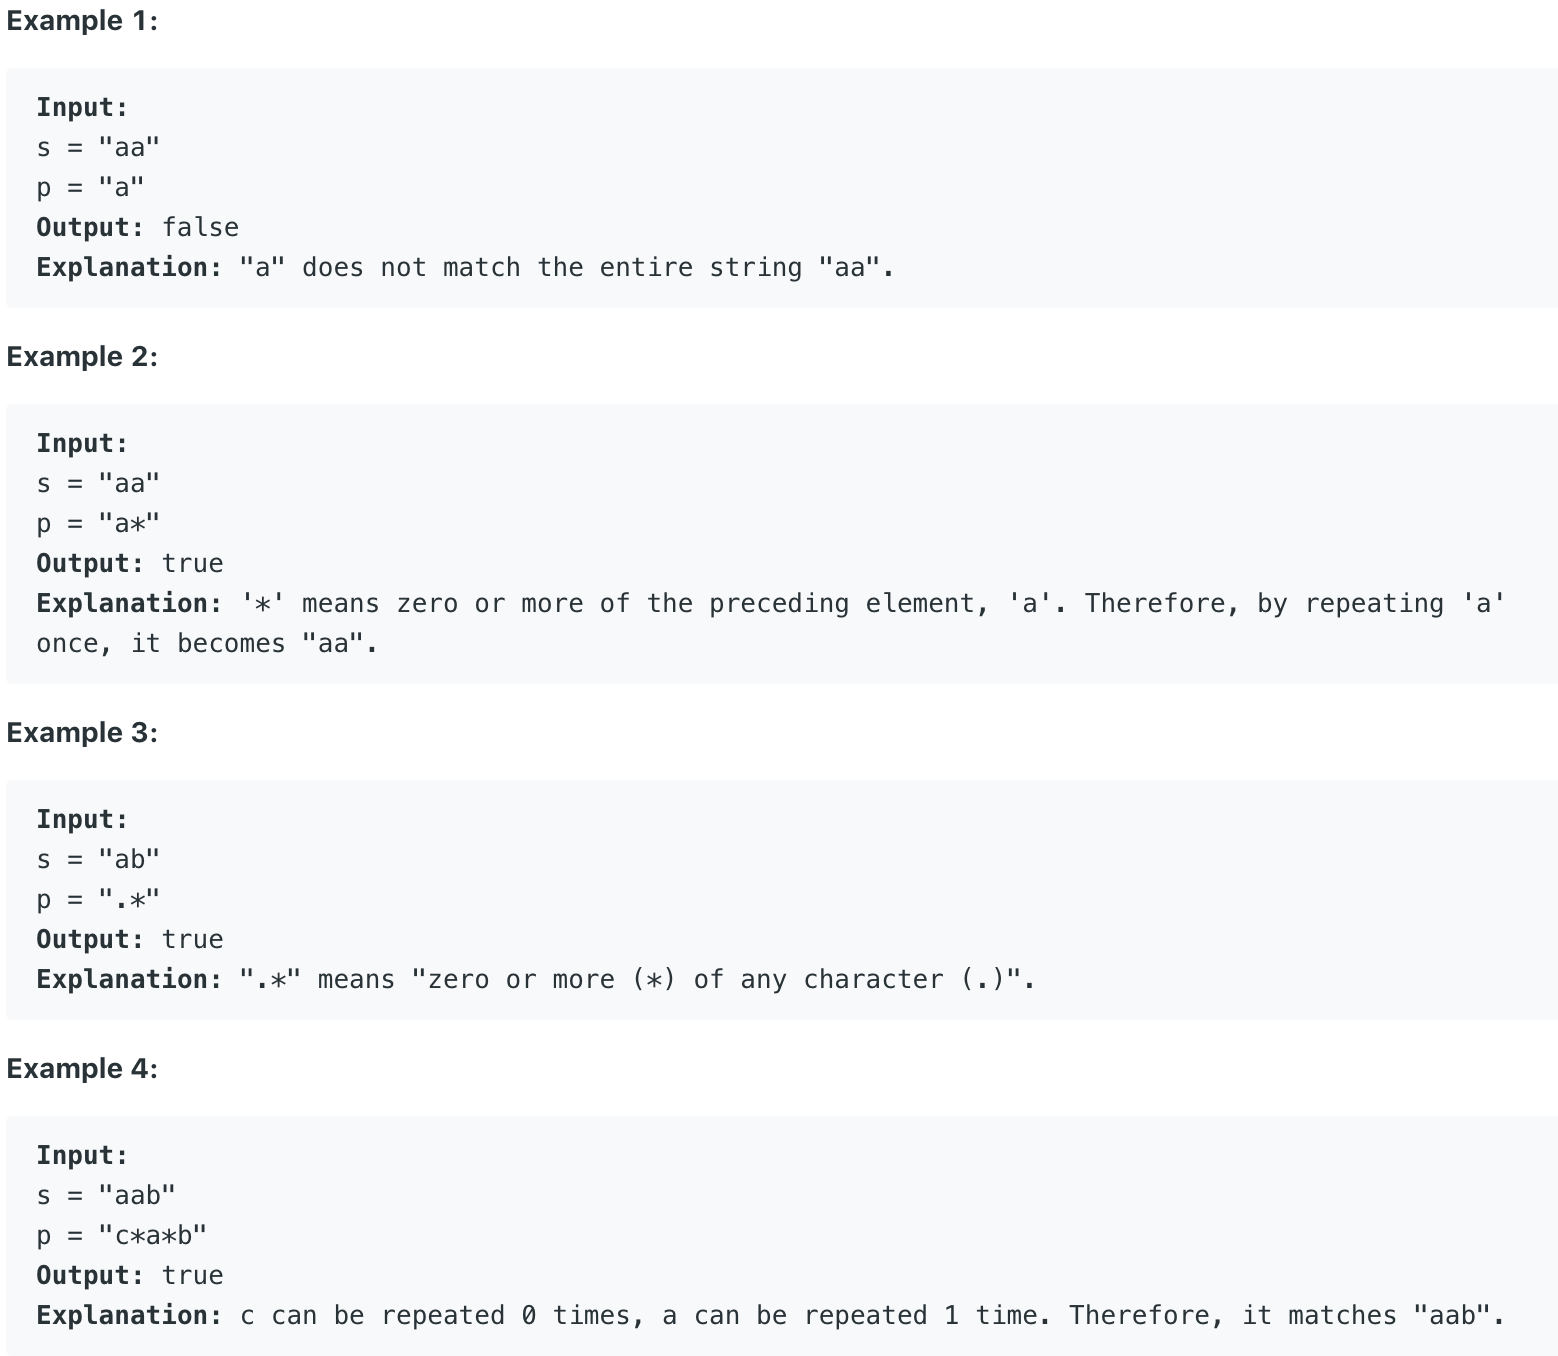 Example 1:
Input:
s = "aa"
p = "a"
Output: false
Explanation: "a" does not match the entire string "aa".
Example 2:
Input:
s = "aa"
p = "a*"
Output: true
Explanation: '*' means zero or more of the preceding element, 'a'. Therefore, by repeating 'a'
once, it becomes "aa".
Example 3:
Input:
s = "ab"
p = ".*"
Output: true
Explanation: ".*" means "zero or more (*) of any character (.)".
Example 4:
Input:
s = "aab"
p = "c*a*b"
Output: true
Explanation: c can be repeated 0 times, a can be repeated 1 time. Therefore, it matches "aab".